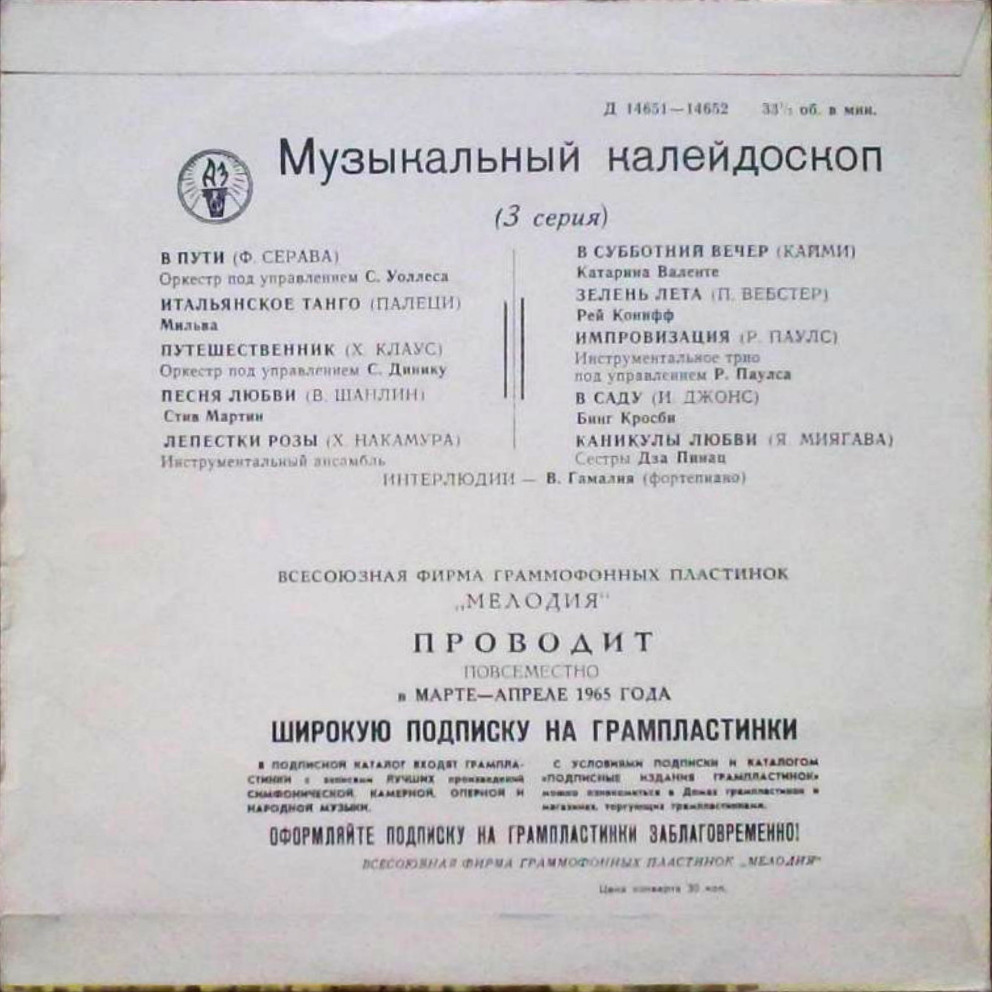 Д 14651—14652 33⅓ об. в мин.
Музыкальный калейдоскоп
АЗ
(3 серия)
В ПУТИ (Ф. СЕРАВА)
Оркестр под управлением С. Уоллеса
ИТАЛЬЯНСКОЕ ТАНГО (ПАЛЕЦИ)
Мильва
ПУТЕШЕСТВЕННИК (Х. КЛАУС)
Оркестр под управлением С. Динику
ПЕСНЯ ЛЮБВИ (В. ШАНЛИН)
Стив Мартин
ЛЕПЕСТКИ РОЗЫ (Х. НАКАМУРА)
Инструментальный ансамбль
В СУББОТНИЙ ВЕЧЕР (КАЙМИ)
Катарина Валенте
ЗЕЛЕНЬ ЛЕТА (П. ВЕБСТЕР)
Рей Конифф
ИМПРОВИЗАЦИЯ (Р. ПАУЛС)
Инструментальное трио
под управлением Р. Паулса
В САДУ (И. ДЖОНС)
Бинг Кросби
КАНИКУЛЫ ЛЮБВИ (Я. МИЯГАВА)
Сестры Дза Пинац
ИНТЕРЛЮДИИ — В. Гамалия (фортепиано)
ВСЕСОЮЗНАЯ ФИРМА ГРАММОФОННЫХ ПЛАСТИНОК
„МЕЛОДИЯ“
ПРОВОДИТ
ПОВСЕМЕСТНО
в МАРТЕ—АПРЕЛЕ 1965 ГОДА
ШИРОКУЮ ПОДПИСКУ НА ГРАМПЛАСТИНКИ
В ПОДПИСНОЙ КАТАЛОГ ВХОДЯТ ГРАМПЛА-
СТИНКИ с записями ЛУЧШИХ произведений
СИМФОНИЧЕСКОЙ, КАМЕРНОЙ, ОПЕРНОЙ И
НАРОДНОЙ МУЗЫКИ.
С УСЛОВИЯМИ ПОДПИСКИ И КАТАЛОГОМ
«ПОДПИСНЫЕ ИЗДАНИЯ ГРАМПЛАСТИНОК»
можно ознакомиться в Домах грампластинок и
магазинах, торгующих грампластинками.
ОФОРМЛЯЙТЕ ПОДПИСКУ НА ГРАМПЛАСТИНКИ ЗАБЛАГОВРЕМЕННО!
ВСЕСОЮЗНАЯ ФИРМА ГРАММОФОННЫХ ПЛАСТИНОК „МЕЛОДИЯ“
Цена конверта 30 коп.